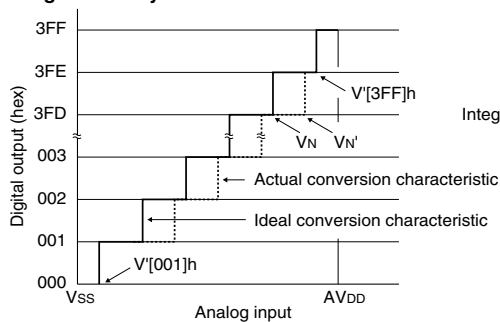 3FF
3FE
V'[3FF]h
3FD
Integ
VN VN'
Digital output (hex)
003
Actual conversion characteristic
002
Ideal conversion characteristic
001
V'[001]h
000
VSS AVDD
Analog input